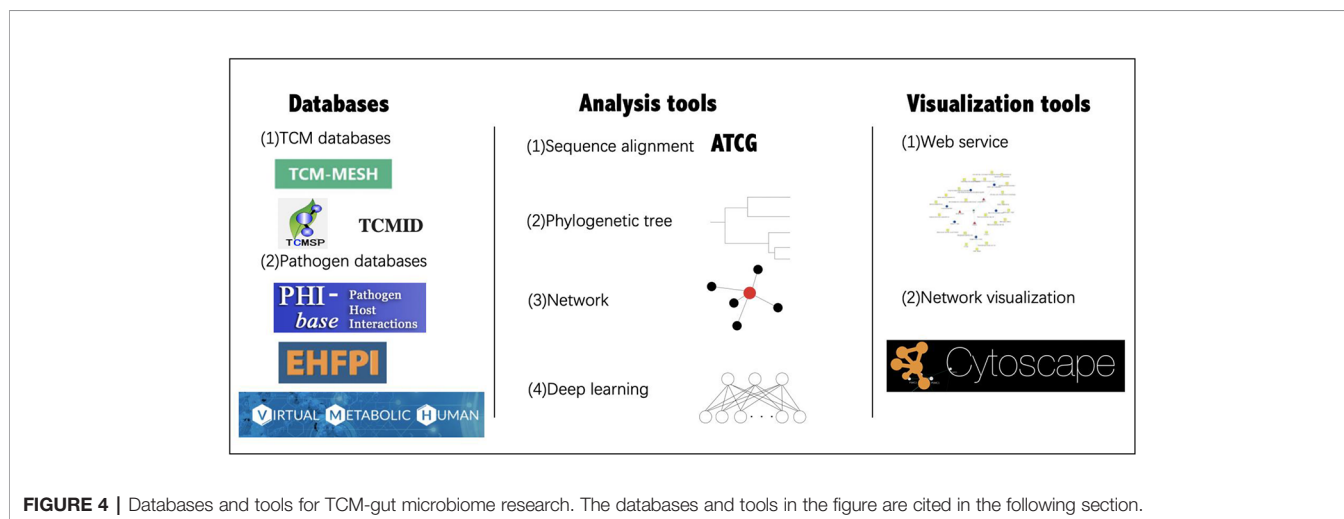 Databases
(1)TCM databases
TCM-MESH
TCMSP
TCMID
(2)Pathogen databases
PHI-base
Pathogen
Host
Interactions
EHFPI
VIRTUAL METABOLIC HUMAN
Analysis tools
(1)Sequence alignment ATCG
(2)Phylogenetic tree
(3)Network
(4)Deep learning
Visualization tools
(1)Web service
(2)Network visualization
Cytoscape
FIGURE 4 | Databases and tools for TCM-gut microbiome research. The databases and tools in the figure are cited in the following section.